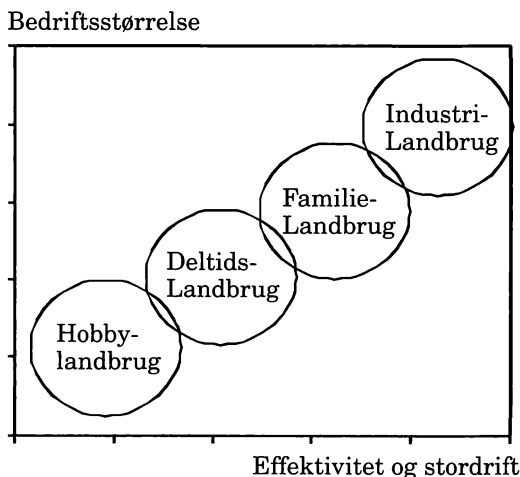 Bedriftsstørrelse
Industri-
Landbrug
Familie-
Landbrug
Deltids-
Landbrug
Hobby-
landbrug
Effektivitet og stordrift